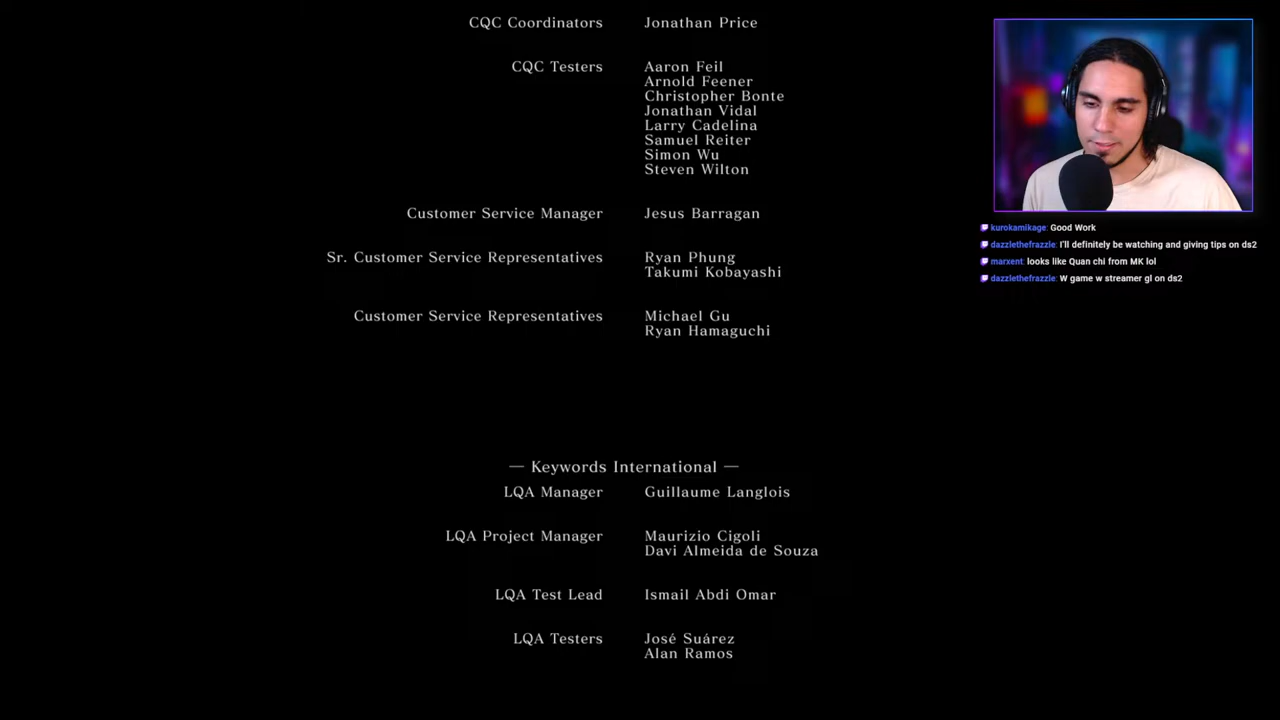 CQC Coordinators Jonathan Price
CQC Testers Aaron Feil
Arnold Feener
Christopher Bonte
Jonathan Vidal
Larry Cadelina
Samuel Reiter
Simon Wu
Steven Wilton
Customer Service Manager Jesus Barragan
Sr. Customer Service Representatives Ryan Phung
Takumi Kobayashi
Customer Service Representatives Michael Gu
Ryan Hamaguchi
— Keywords International —
LQA Manager Guillaume Langlois
LQA Project Manager Maurizio Cigoli
Davi Almeida de Souza
LQA Test Lead Ismail Abdi Omar
LQA Testers José Suárez
Alan Ramos
kurokamikage: Good Work
dazzlethefrazzle: I'll definitely be watching and giving tips on ds2
marxent: looks like Quan chi from MK lol
dazzlethefrazzle: W game w streamer gl on ds2